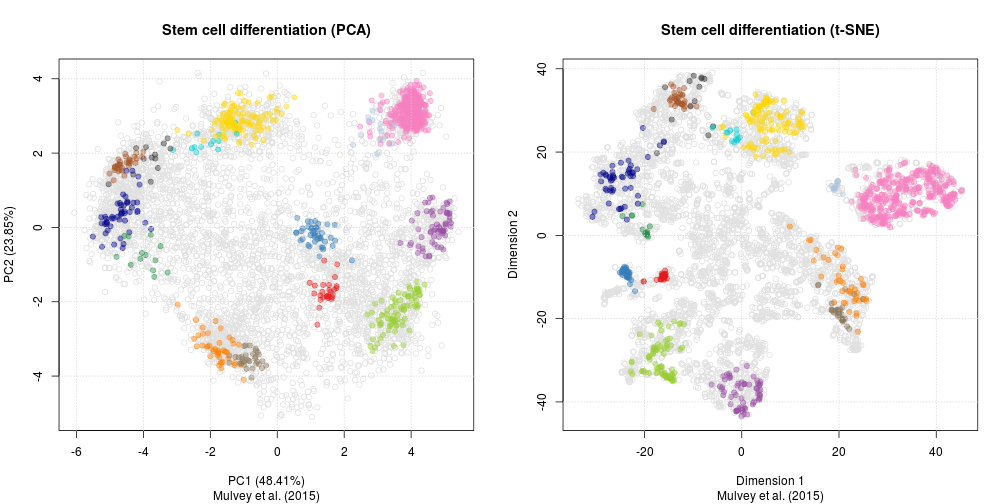 Stem cell differentiation (PCA)
4
2
0
-2
-4
PC2 (23.85%)
-6
-4
-2
0
2
4
PC1 (48.41%)
Mulvey et al. (2015)
Stem cell differentiation (t-SNE)
40
20
0
-20
-40
Dimension 2
-20
0
20
40
Dimension 1
Mulvey et al. (2015)